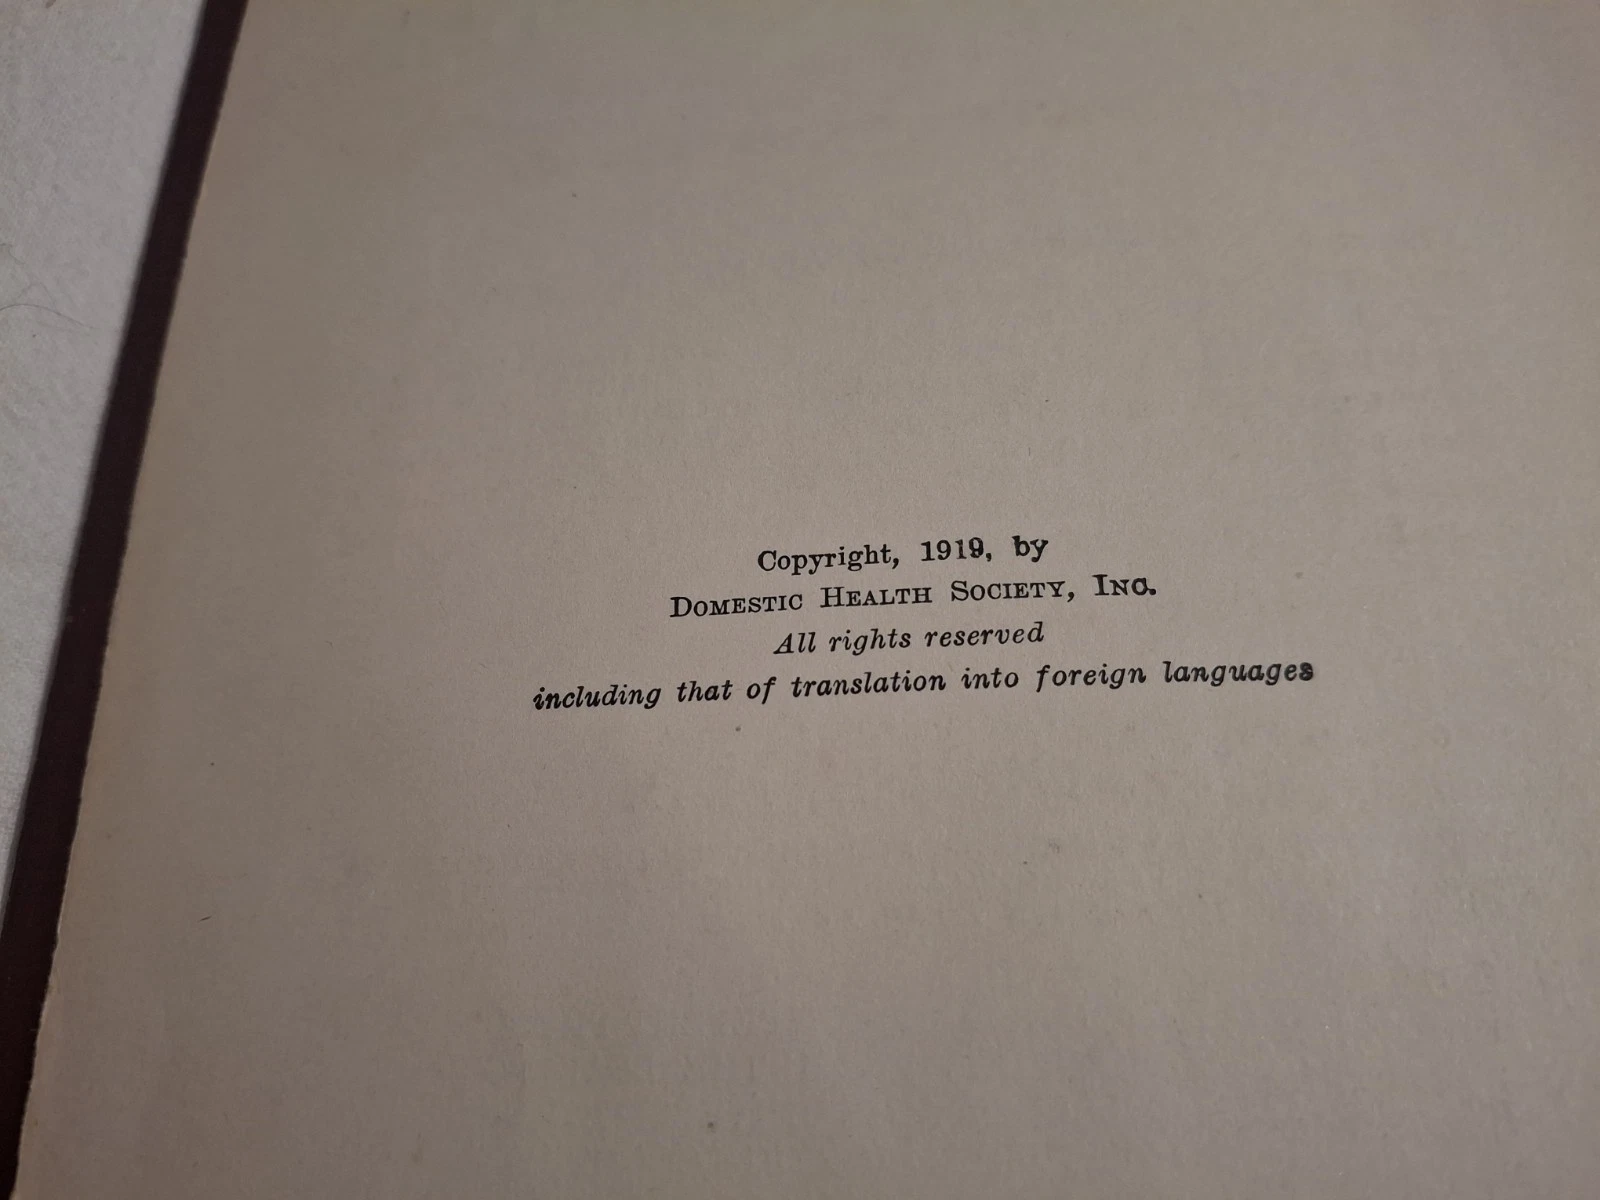 Copyright, 1919, by
DOMESTIC HEALTH SOCIETY, INC.
All rights reserved
including that of translation into foreign languages